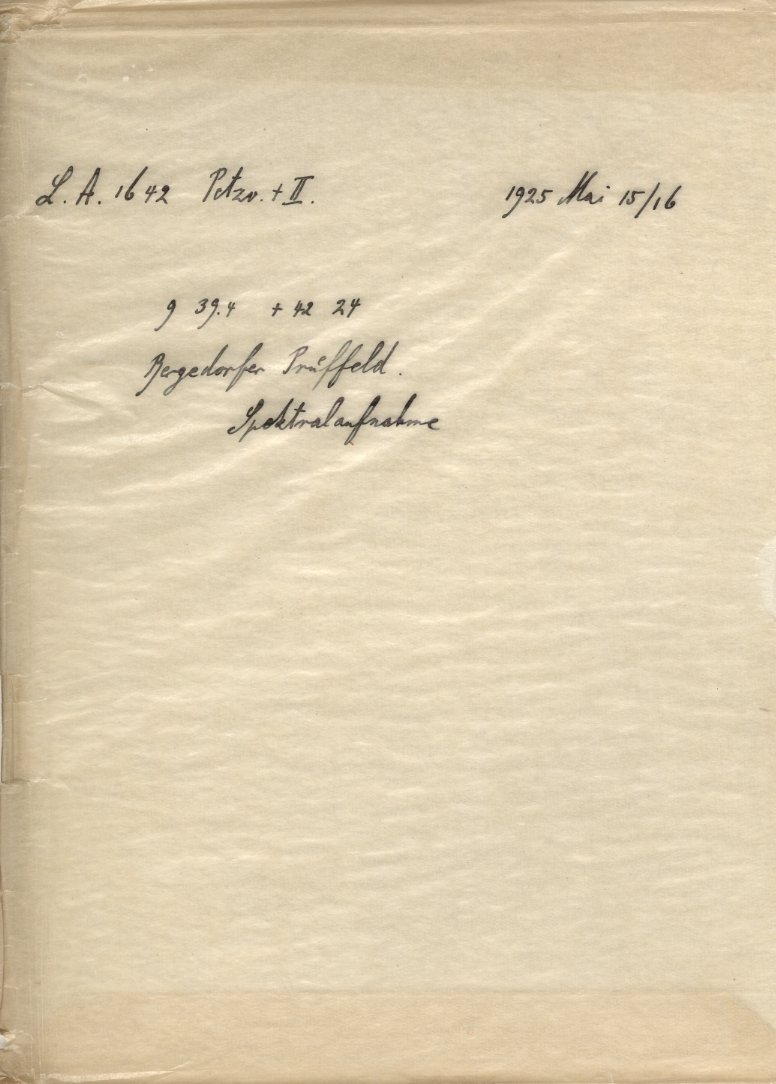 L. A. 1642 Petzv. + II. 1925 Mai 15/16
9 39.4 + 42 24
Bergedorfer Prüffeld.
Spektralaufnahme